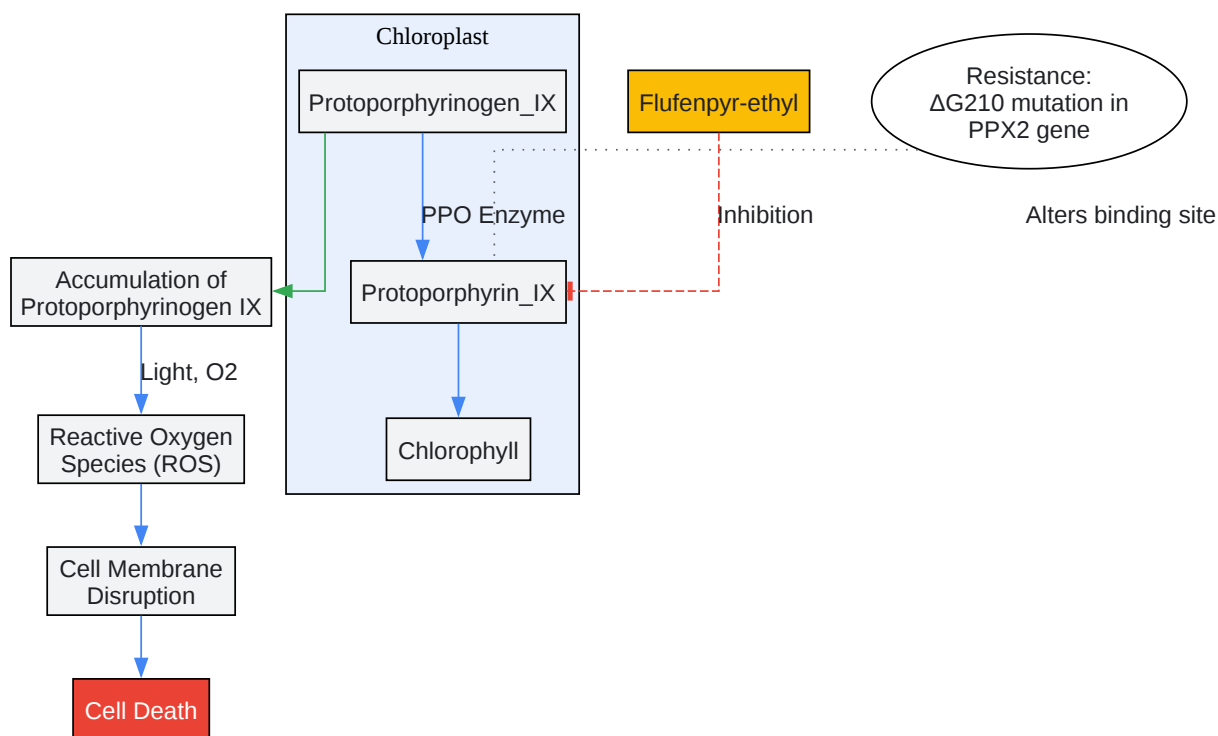 Chloroplast
Protoporphyrinogen_IX
Flufenpyr-ethyl
Resistance:
ΔG210 mutation in
PPX2 gene
PPO Enzyme
Inhibition
Alters binding site
Accumulation of
Protoporphyrinogen IX
Protoporphyrin_IX
Light, O2
Reactive Oxygen
Species (ROS)
Chlorophyll
Cell Membrane
Disruption
Cell Death